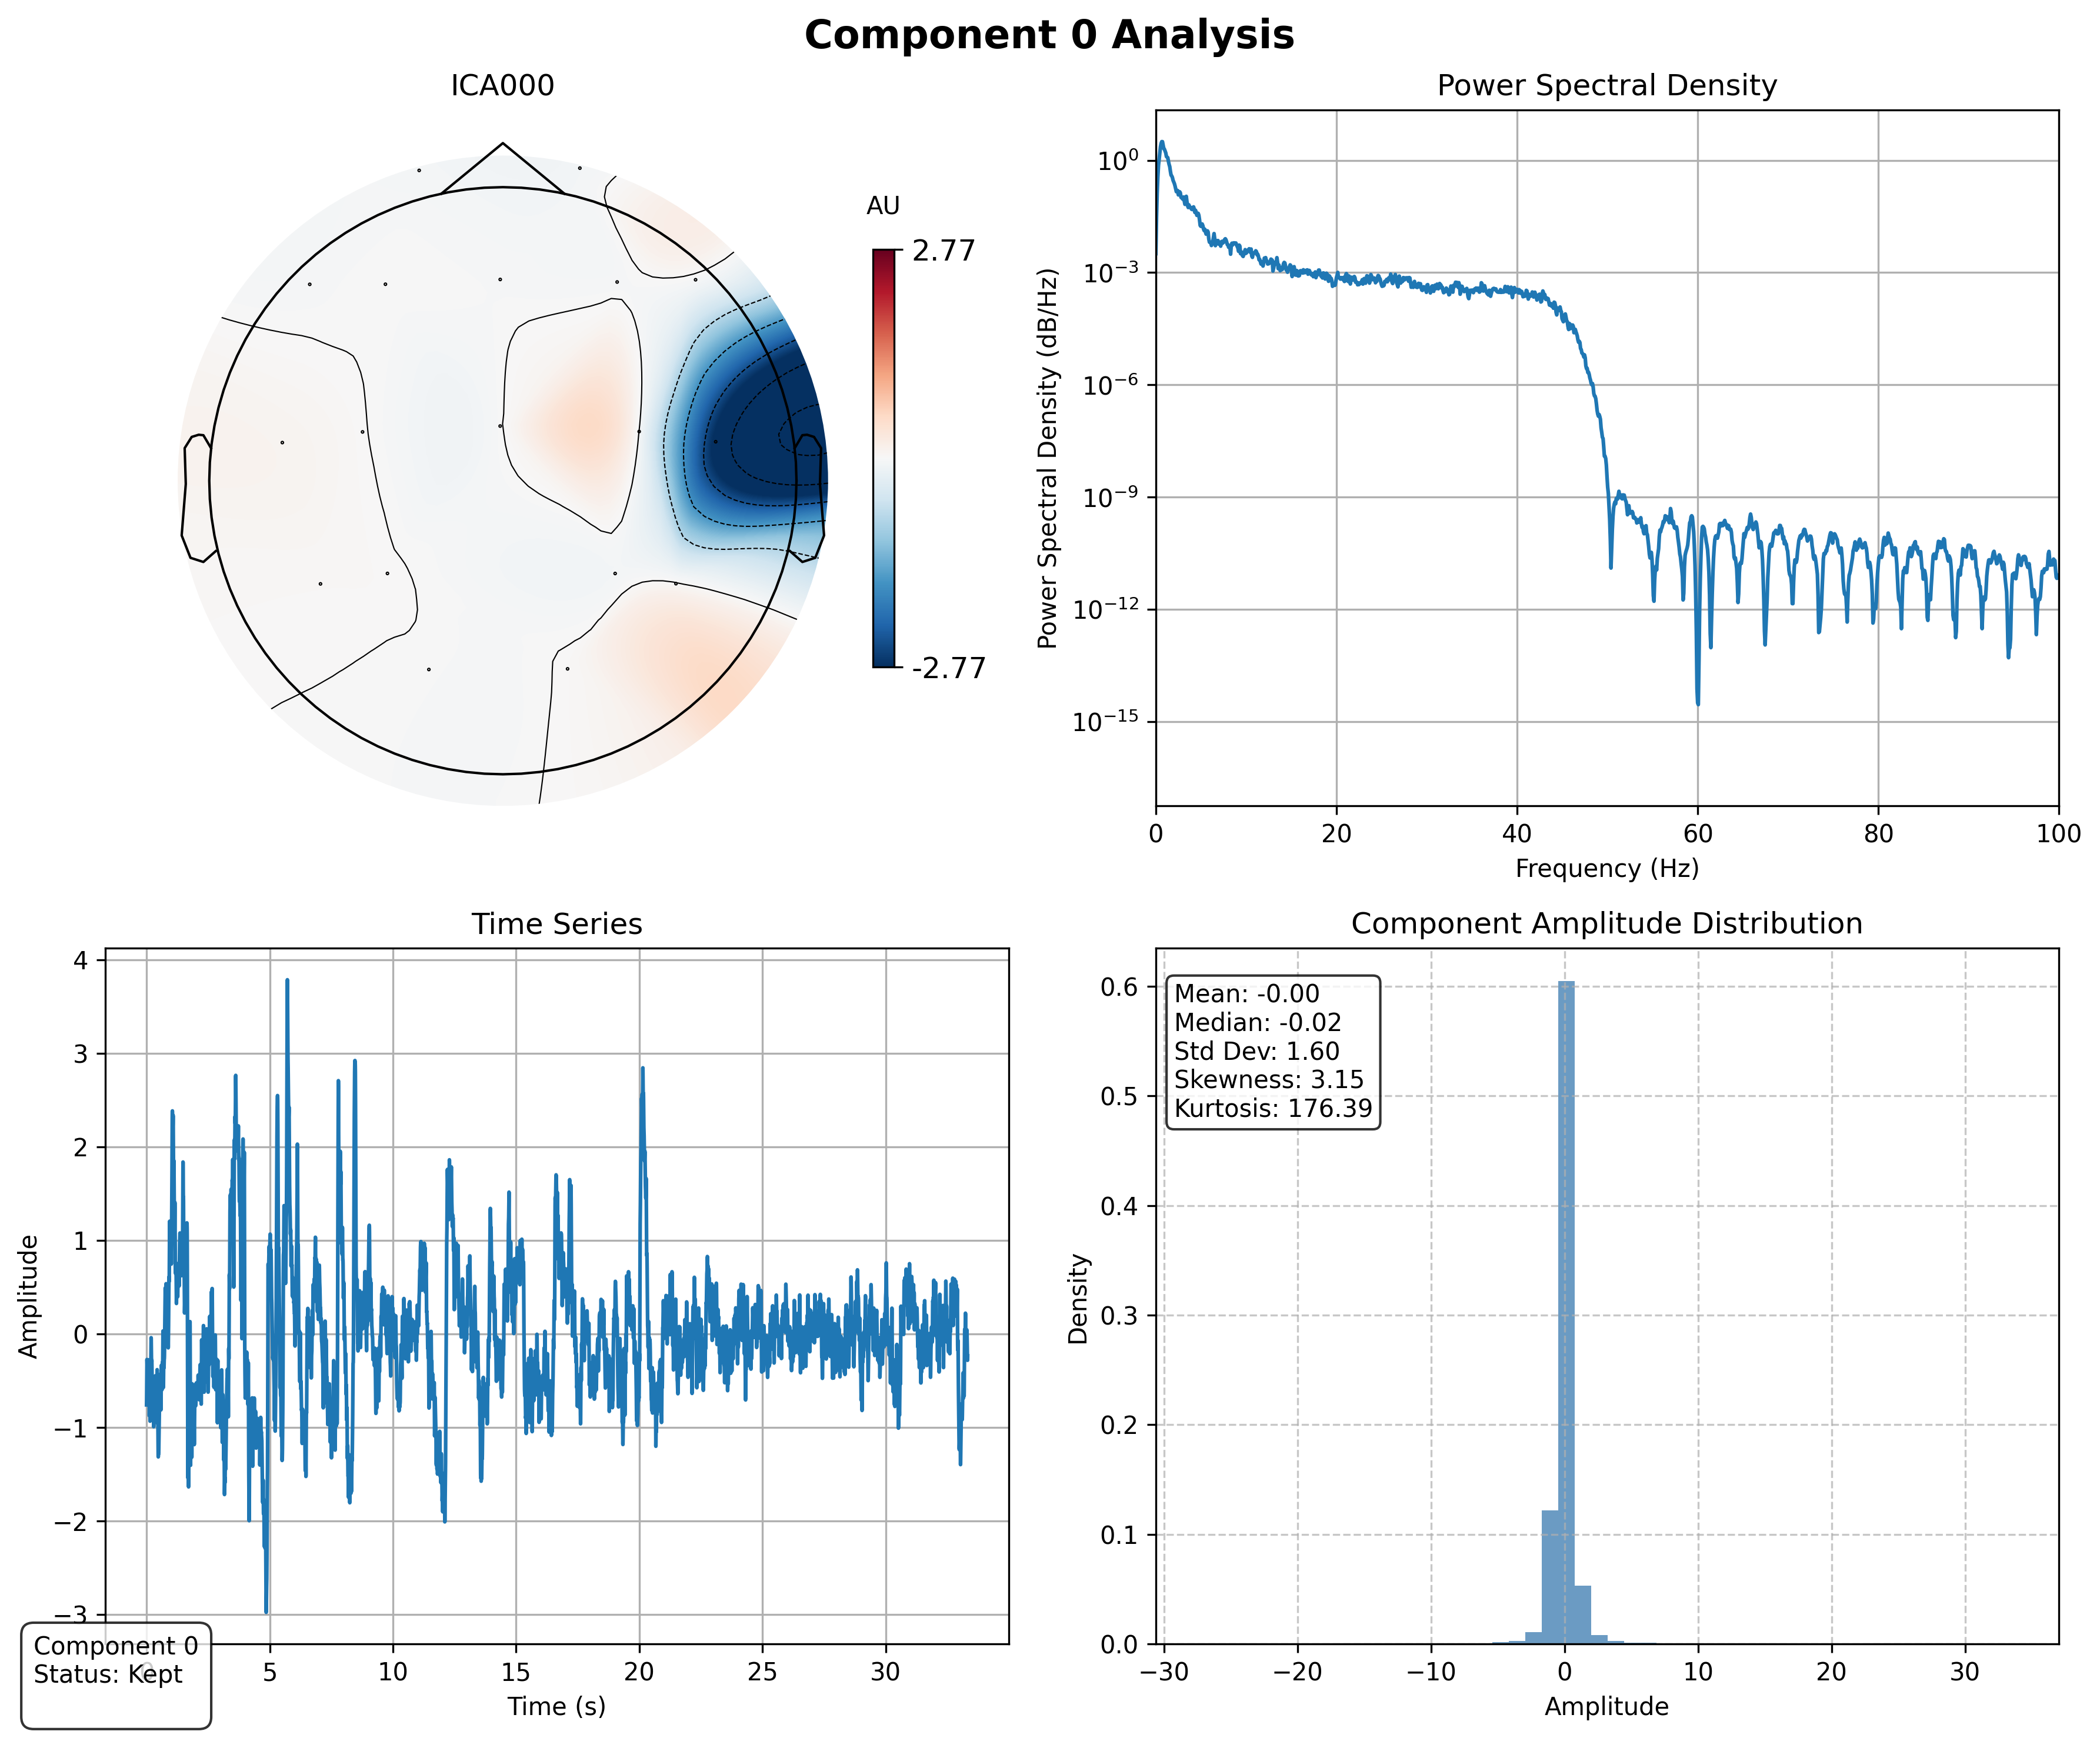 Component 0 Analysis
ICA000
AU
2.77
-2.77
Power Spectral Density
Power Spectral Density (dB/Hz)
10⁰
10⁻³
10⁻⁶
10⁻⁹
10⁻¹²
10⁻¹⁵
0 20 40 60 80 100
Frequency (Hz)
Time Series
Amplitude
4
3
2
1
0
−1
−2
−3
0 5 10 15 20 25 30
Time (s)
Component 0
Status: Kept
Component Amplitude Distribution
Mean: -0.00
Median: -0.02
Std Dev: 1.60
Skewness: 3.15
Kurtosis: 176.39
Density
0.6
0.5
0.4
0.3
0.2
0.1
0.0
−30 −20 −10 0 10 20 30
Amplitude